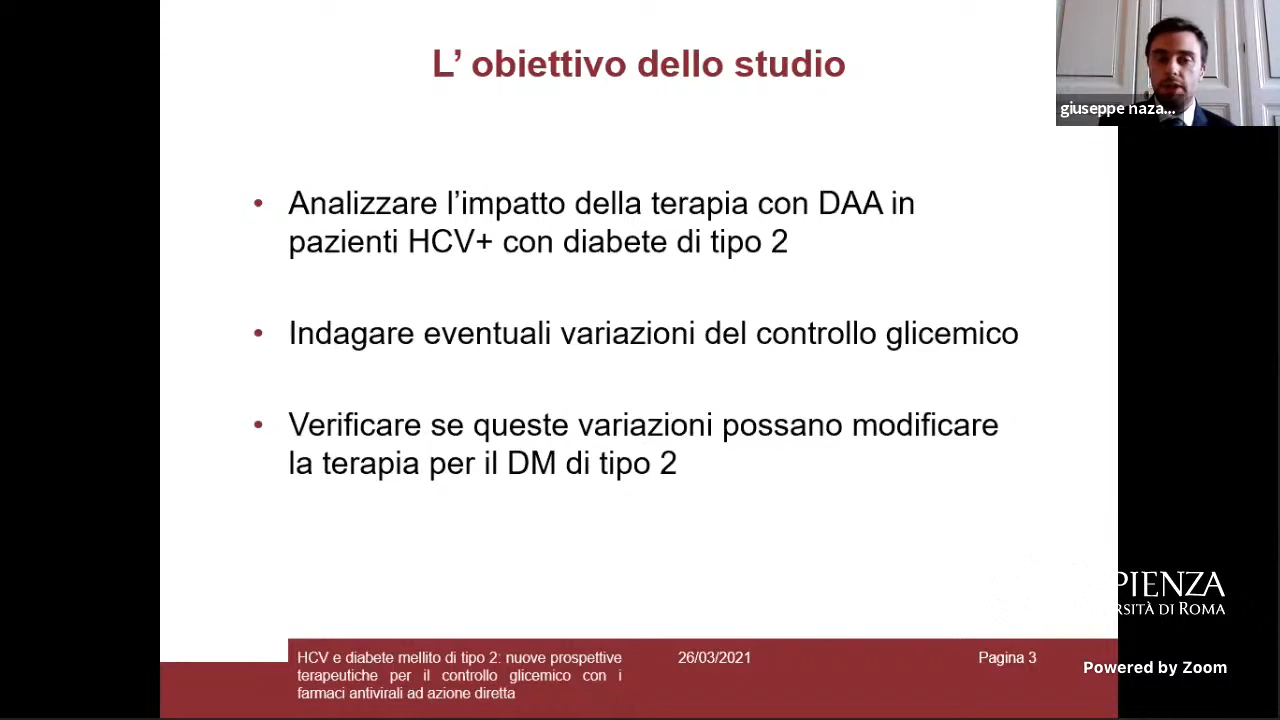 L’ obiettivo dello studio
giuseppe naza...
• Analizzare l’impatto della terapia con DAA in
pazienti HCV+ con diabete di tipo 2
• Indagare eventuali variazioni del controllo glicemico
• Verificare se queste variazioni possano modificare
la terapia per il DM di tipo 2
PIENZA
RSITÀ DI ROMA
HCV e diabete mellito di tipo 2: nuove prospettive
terapeutiche per il controllo glicemico con i
farmaci antivirali ad azione diretta
26/03/2021
Pagina 3
Powered by Zoom